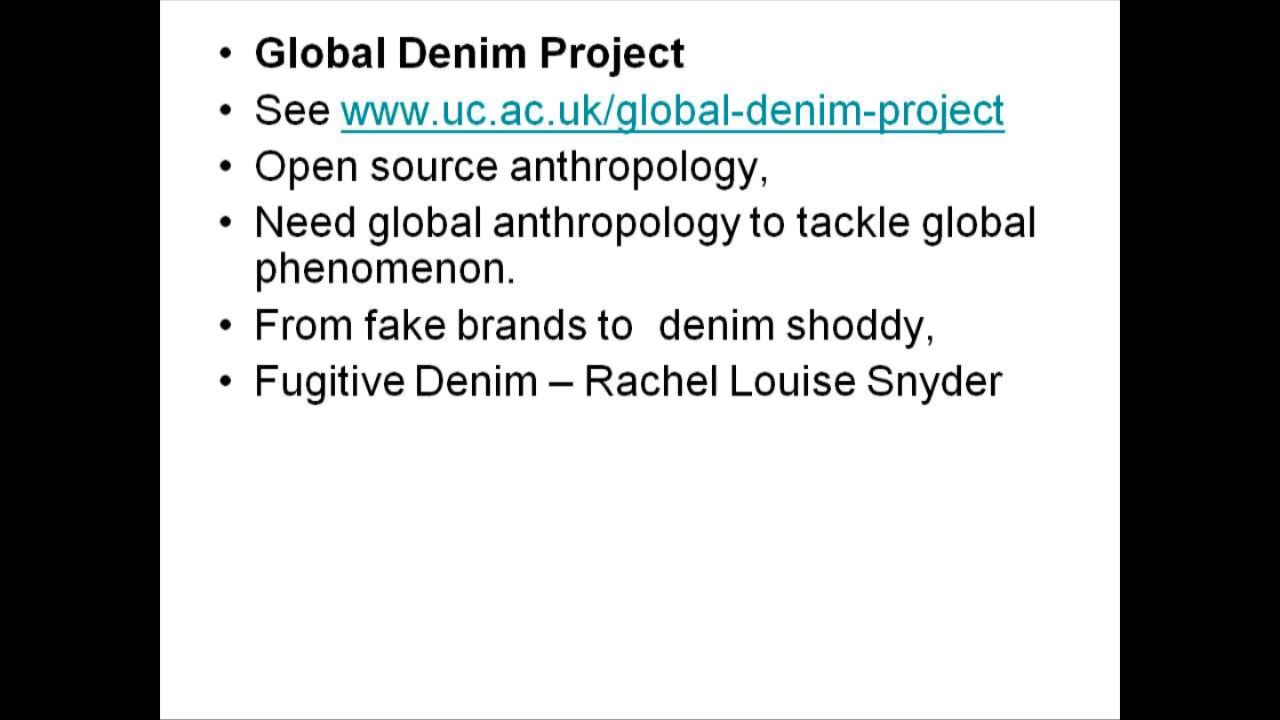 • Global Denim Project
• See www.uc.ac.uk/global-denim-project
• Open source anthropology,
• Need global anthropology to tackle global
phenomenon.
• From fake brands to  denim shoddy,
• Fugitive Denim – Rachel Louise Snyder